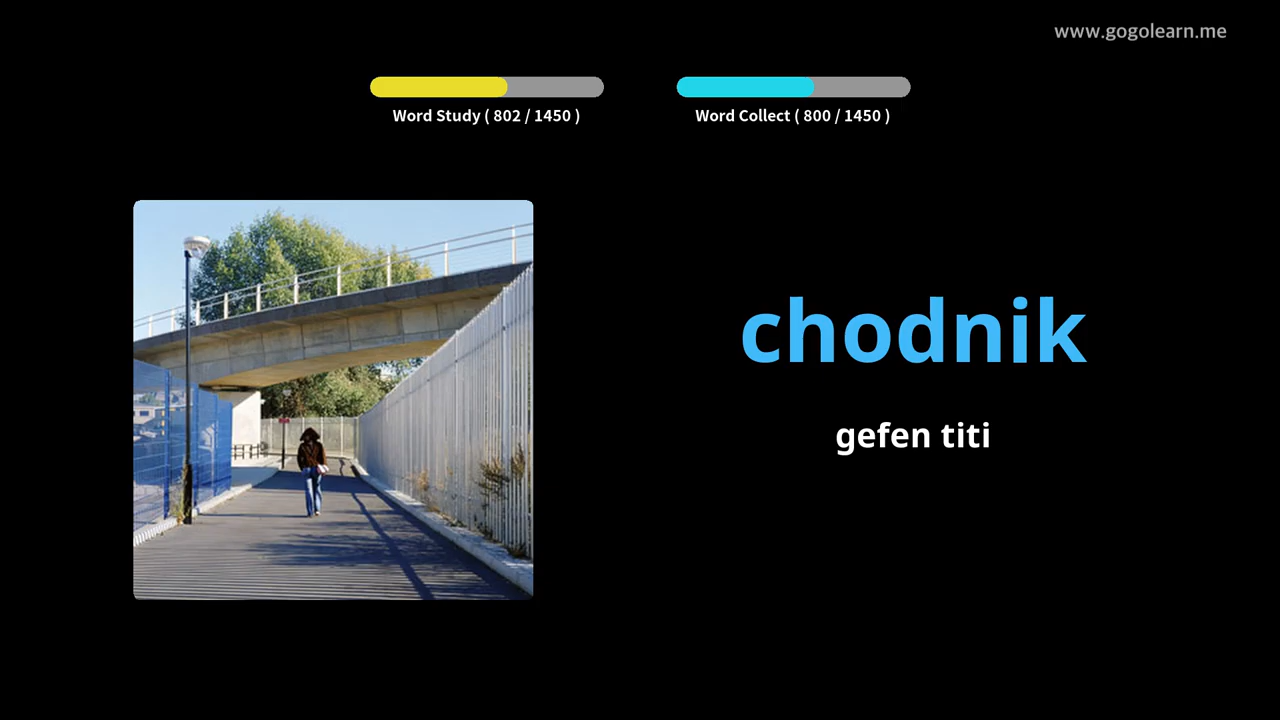 www.gogolearn.me
Word Study ( 802 / 1450 )
Word Collect ( 800 / 1450 )
chodnik
gefen titi